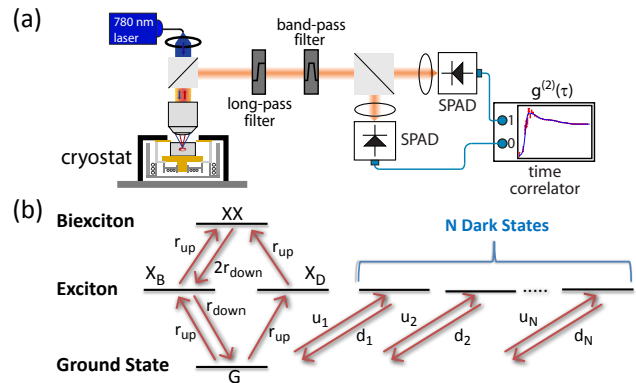 (a)
780 nm
laser
band-pass
filter
long-pass
filter
SPAD
SPAD
g(2)(τ)
1
0
time
correlator
cryostat
(b)
Biexciton
XX
N Dark States
rup
2rdown
rup
Exciton
XB
XD
rup
rdown
rup
u1
d1
u2
d2
.....
uN
dN
Ground State
G